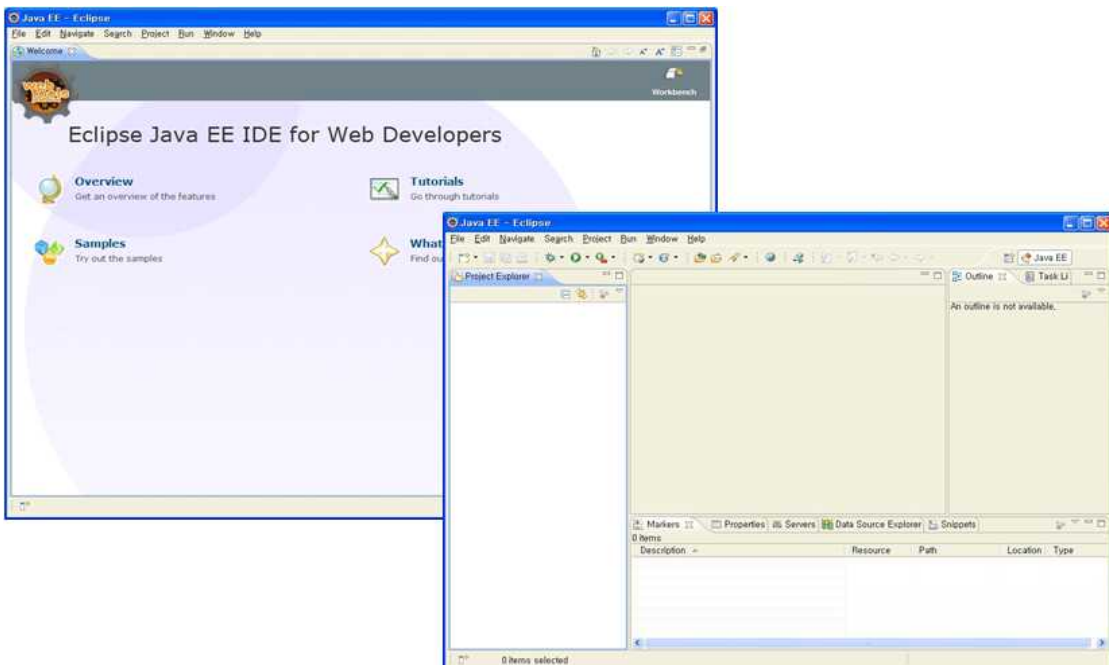 Java EE - Eclipse
File Edit Navigate Search Project Run Window Help
Welcome
web tools
Workbench
Eclipse Java EE IDE for Web Developers
Overview
Get an overview of the features
Tutorials
Go through tutorials
Samples
Try out the samples
What
Find ou
Java EE - Eclipse
File Edit Navigate Search Project Run Window Help
Java EE
Project Explorer
Outline Task Li
An outline is not available.
Markers Properties Servers Data Source Explorer Snippets
0 items
Description Resource Path Location Type
0 items selected